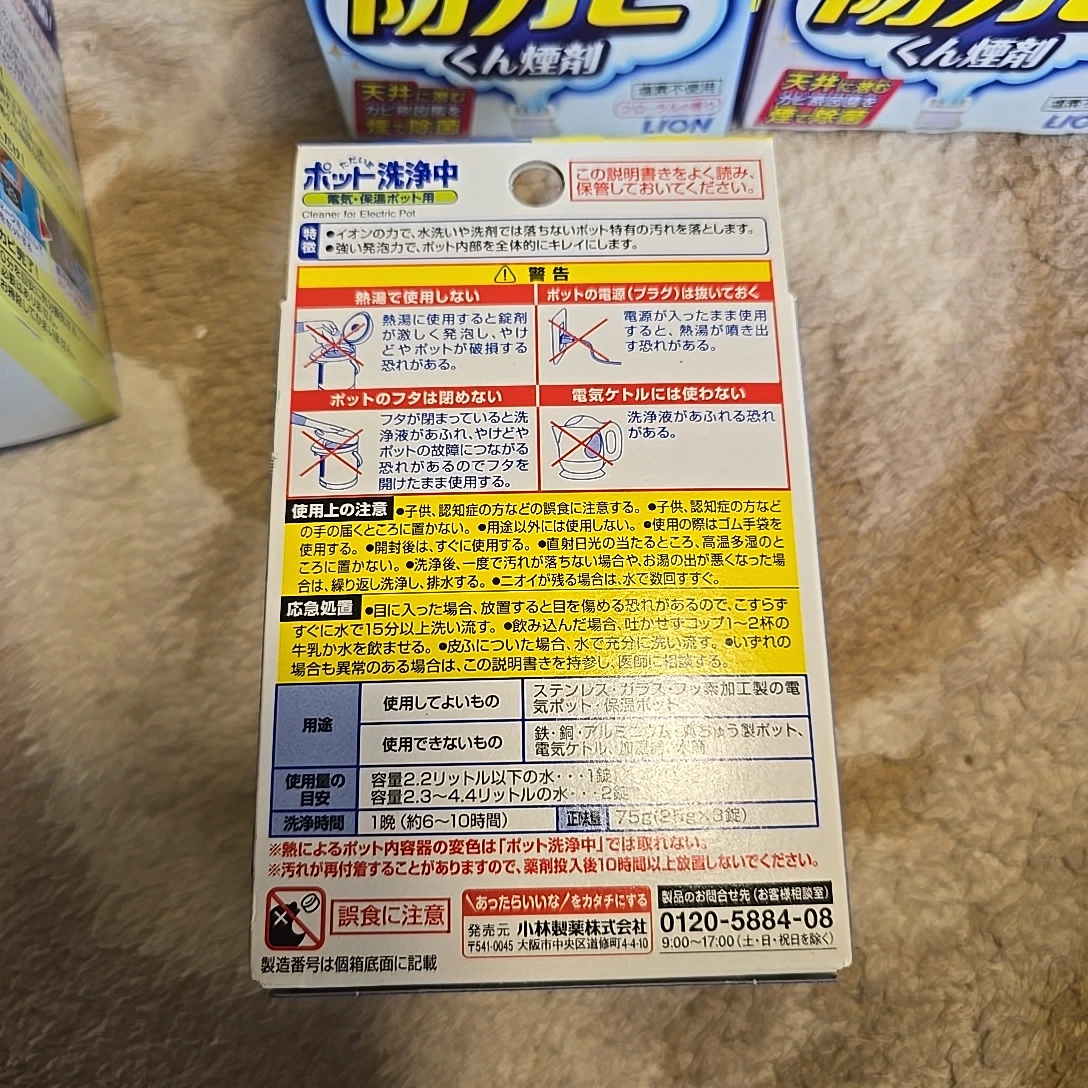 防カビ
くん煙剤
天井に潜む
カビ原因菌を
煙で除菌
LION
くん煙剤
天井に潜む
カビ原因菌を
煙で除菌
ただいま
ポット洗浄中
電気・保温ポット用
Cleaner for Electric Pot
この説明書きをよく読み、
保管しておいてください。
特徴
●イオンの力で、水洗いや洗剤では落ちないポット特有の汚れを落とします。
●強い発泡力で、ポット内部を全体的にキレイにします。
警告
熱湯で使用しない
熱湯に使用すると錠剤
が激しく発泡し、やけ
どやポットが破損する
恐れがある。
ポットの電源(プラグ)は抜いておく
電源が入ったまま使用
すると、熱湯が噴き出
す恐れがある。
ポットのフタは閉めない
フタが閉まっていると洗
浄液があふれ、やけどや
ポットの故障につながる
恐れがあるのでフタを
開けたまま使用する。
電気ケトルには使わない
洗浄液があふれる恐れ
がある。
使用上の注意 ●子供、認知症の方などの誤食に注意する。●子供、認知症の方など
の手の届くところに置かない。●用途以外には使用しない。●使用の際はゴム手袋を
使用する。●開封後は、すぐに使用する。●直射日光の当たるところ、高温多湿のと
ころに置かない。●洗浄後、一度で汚れが落ちない場合や、お湯の出が悪くなった場
合は、繰り返し洗浄し、排水する。●ニオイが残る場合は、水で数回すすぐ。
応急処置 ●目に入った場合、放置すると目を傷める恐れがあるので、こすらず
すぐに水で15分以上洗い流す。●飲み込んだ場合、吐かせずコップ1〜2杯の
牛乳か水を飲ませる。●皮ふについた場合、水で充分に洗い流す。●いずれの
場合も異常のある場合は、この説明書きを持参し、医師に相談する。
用途
使用してよいもの
ステンレス・ガラス・フッ素加工製の電
気ポット・保温ポット
使用できないもの
鉄・銅・アルミニウム・真ちゅう製ポット、
電気ケトル、加湿器、水筒
使用量の
目安
容量2.2リットル以下の水・・・1錠
容量2.3〜4.4リットルの水・・・2錠
洗浄時間
1晩(約6〜10時間)
正味量
75g(25g×3錠)
※熱によるポット内容器の変色は「ポット洗浄中」では取れない。
※汚れが再付着することがありますので、薬剤投入後10時間以上放置しないでください。
誤食に注意
製造番号は個箱底面に記載
\あったらいいな/をカタチにする
発売元 小林製薬株式会社
〒541-0045 大阪市中央区道修町4-4-10
製品のお問合せ先(お客様相談室)
0120-5884-08
9:00〜17:00(土・日・祝日を除く)